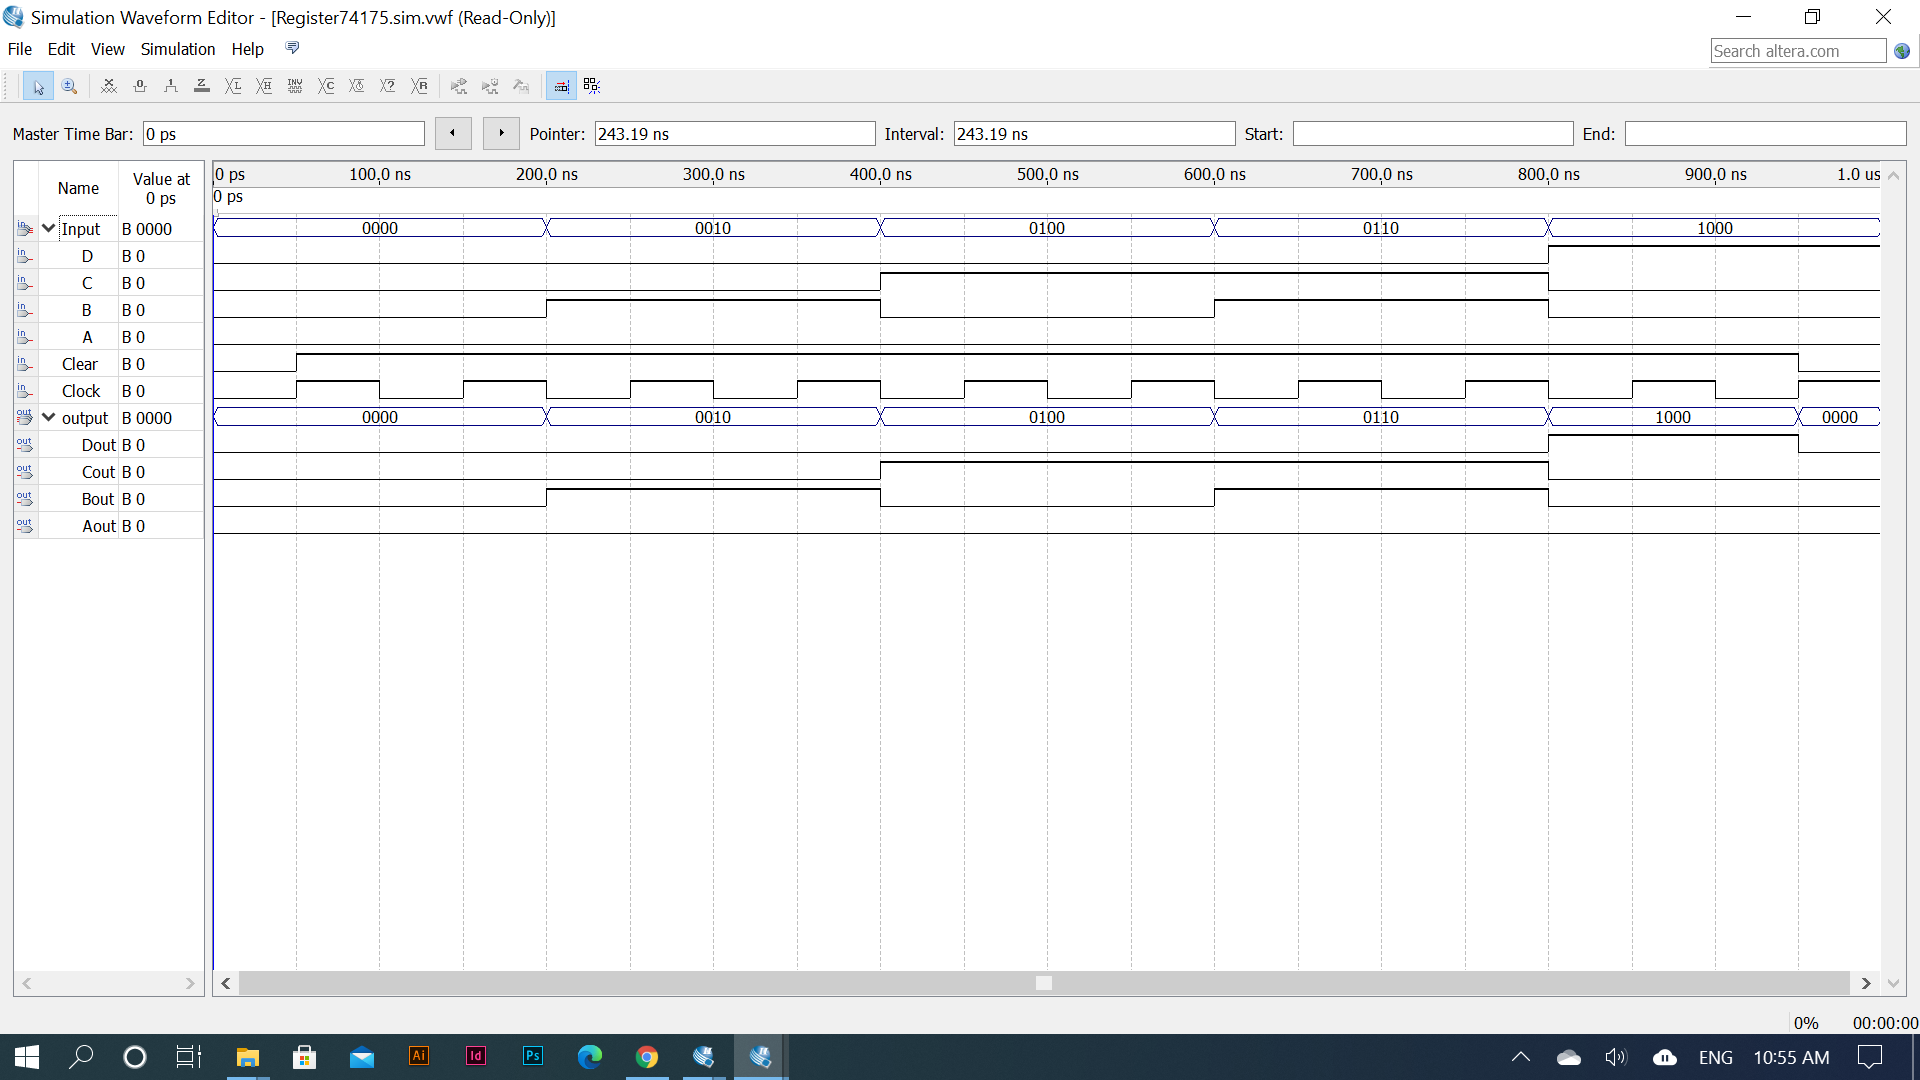 Simulation Waveform Editor - [Register74175.sim.vwf (Read-Only)]
File Edit View Simulation Help
Search altera.com
Master Time Bar: 0 ps Pointer: 243.19 ns Interval: 243.19 ns Start: End:
Name Value at 0 ps
0 ps 100.0 ns 200.0 ns 300.0 ns 400.0 ns 500.0 ns 600.0 ns 700.0 ns 800.0 ns 900.0 ns 1.0 us
0 ps
Input B 0000 0000 0010 0100 0110 1000
D B 0
C B 0
B B 0
A B 0
Clear B 0
Clock B 0
output B 0000 0000 0010 0100 0110 1000 0000
Dout B 0
Cout B 0
Bout B 0
Aout B 0
0% 00:00:00
Ai Id Ps ENG 10:55 AM